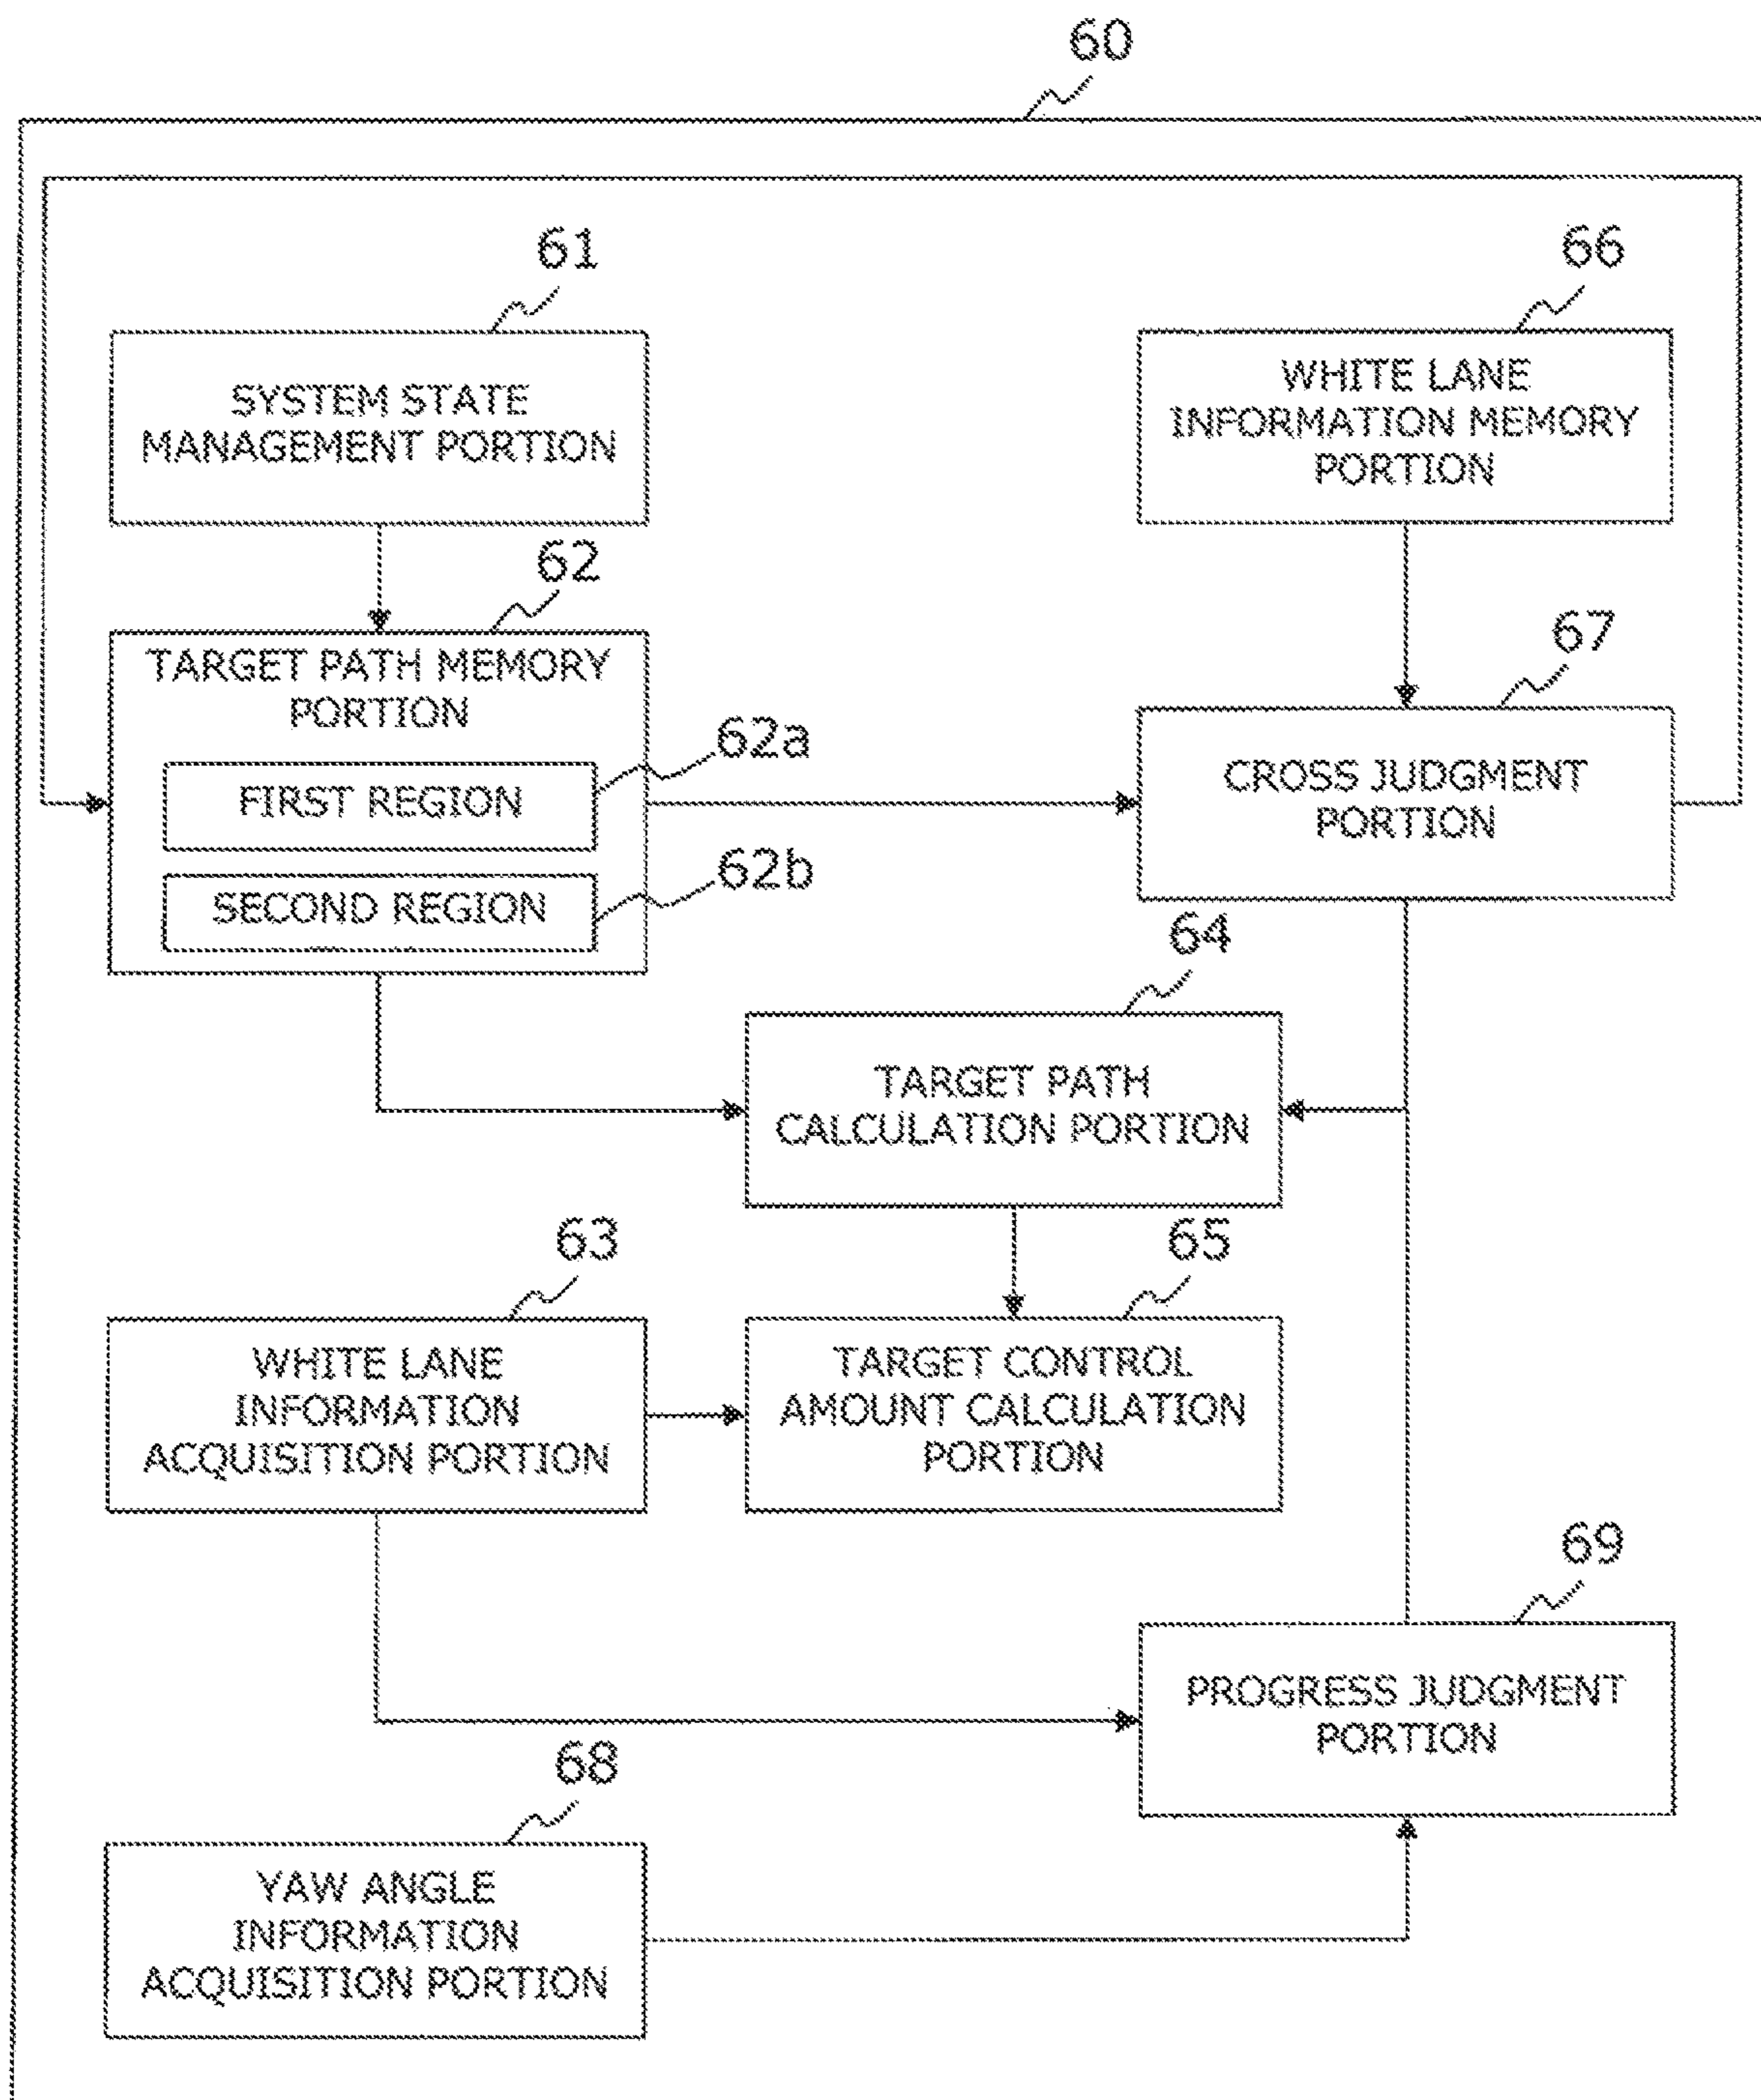 60
61
SYSTEM STATE
MANAGEMENT PORTION
66
WHITE LANE
INFORMATION MEMORY
PORTION
62
TARGET PATH MEMORY
PORTION
62a
FIRST REGION
62b
SECOND REGION
67
CROSS JUDGMENT
PORTION
64
TARGET PATH
CALCULATION PORTION
63
WHITE LANE
INFORMATION
ACQUISITION PORTION
65
TARGET CONTROL
AMOUNT CALCULATION
PORTION
69
PROGRESS JUDGMENT
PORTION
68
YAW ANGLE
INFORMATION
ACQUISITION PORTION